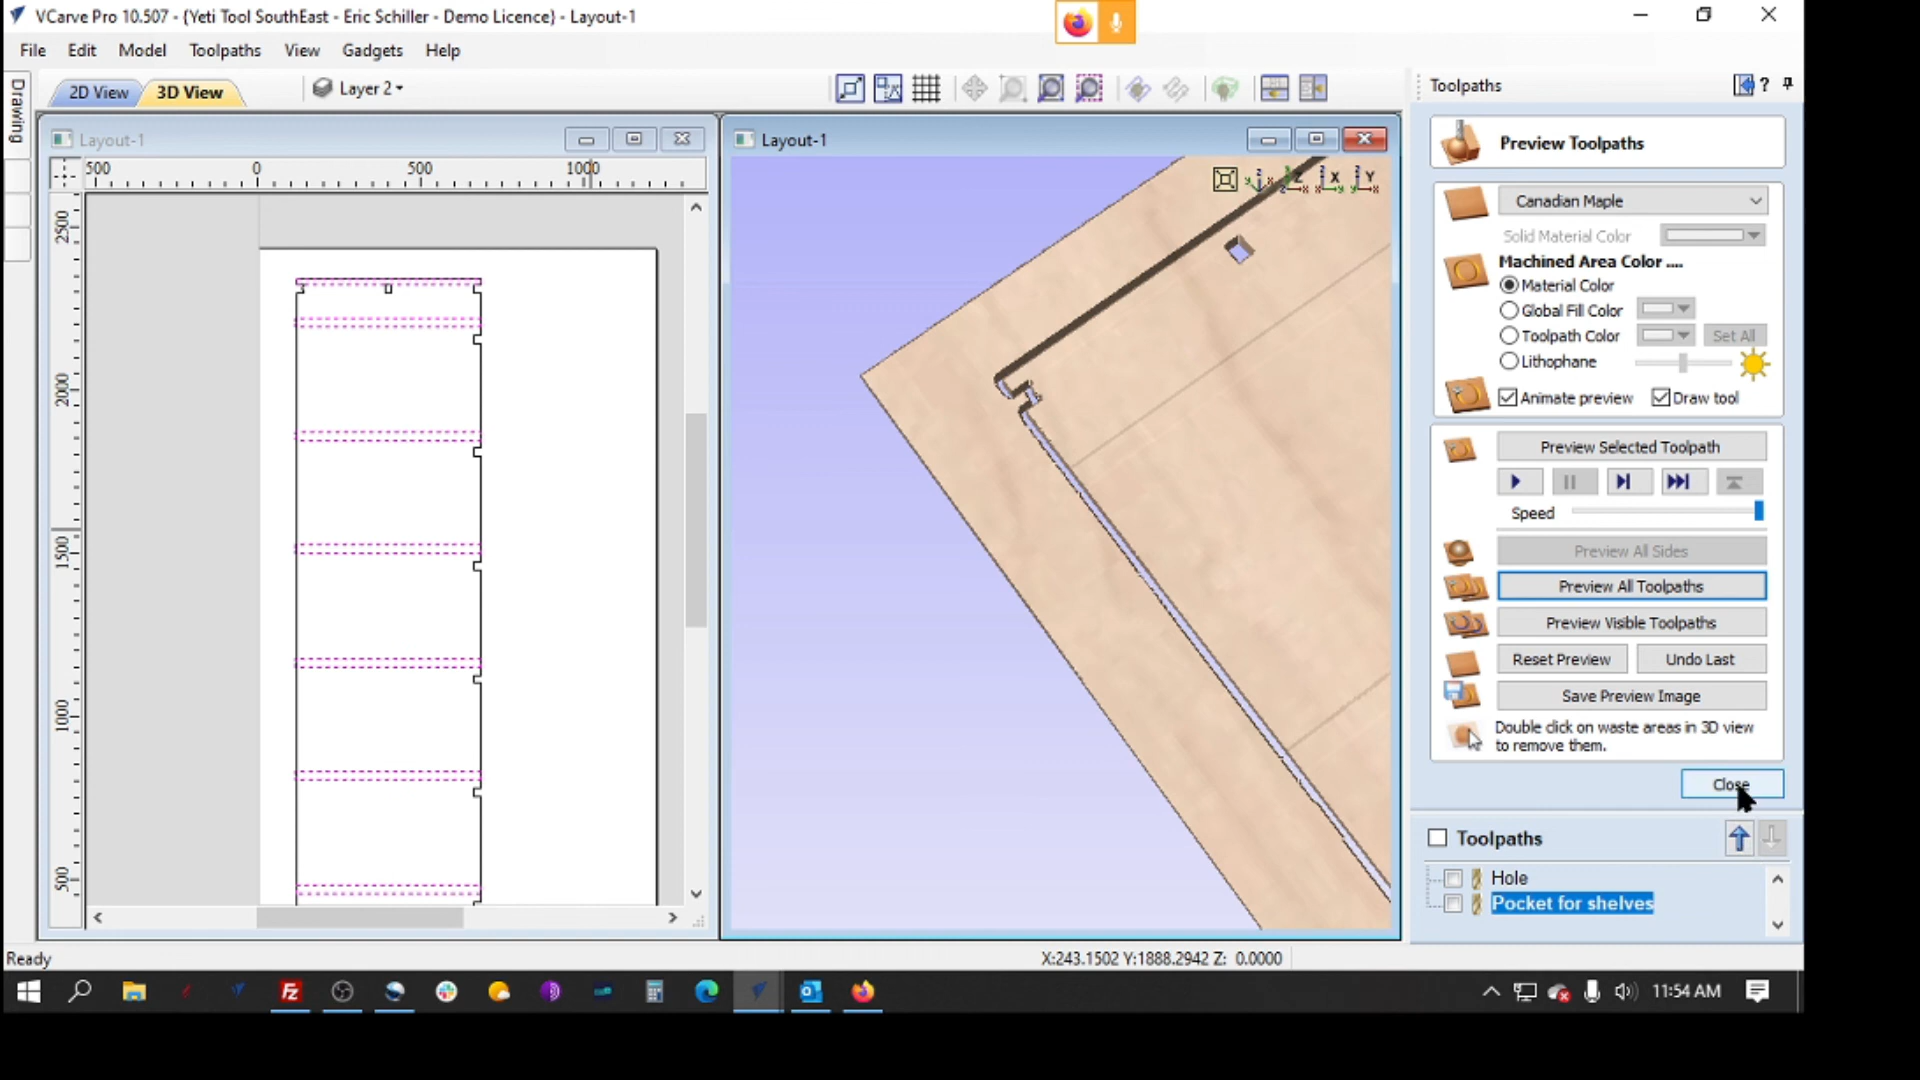 VCarve Pro 10.507 - {Yeti Tool SouthEast - Eric Schiller - Demo Licence} - Layout-1
File Edit Model Toolpaths View Gadgets Help
Drawing
2D View 3D View Layer 2
Layout-1
500 0 500 1000
2500
2000
1500
1000
500
Layout-1
Z X Y
Toolpaths ?
Preview Toolpaths
Canadian Maple
Solid Material Color
Machined Area Color ....
Material Color
Global Fill Color
Toolpath Color Set All
Lithophane
Animate preview Draw tool
Preview Selected Toolpath
Speed
Preview All Sides
Preview All Toolpaths
Preview Visible Toolpaths
Reset Preview Undo Last
Save Preview Image
Double click on waste areas in 3D view
to remove them.
Close
Toolpaths
Hole
Pocket for shelves
Ready X:243.1502 Y:1888.2942 Z: 0.0000
11:54 AM